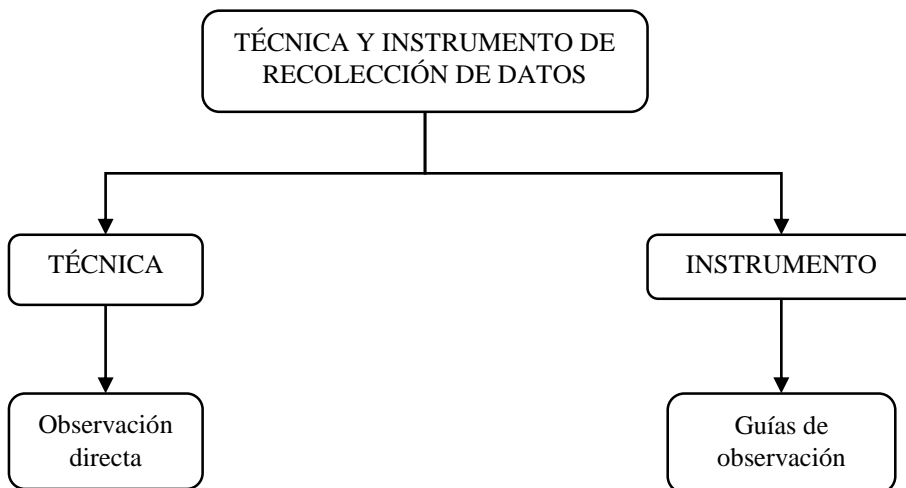 TÉCNICA Y INSTRUMENTO DE
RECOLECCIÓN DE DATOS
TÉCNICA
INSTRUMENTO
Observación
directa
Guías de
observación